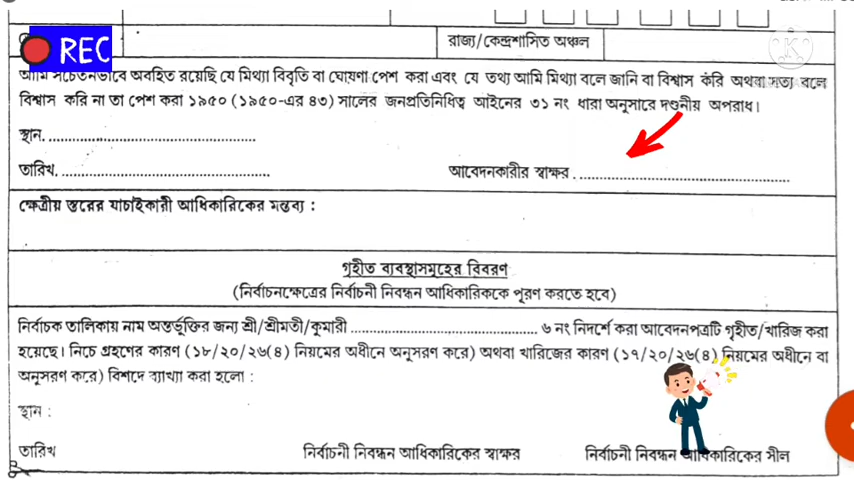 REC
রাজ্য/কেন্দ্রশাসিত অঞ্চল
আমি সচেতনভাবে অবহিত রয়েছি যে মিথ্যা বিবৃতি বা ঘোষণা পেশ করা এবং যে তথ্য আমি মিথ্যা বলে জানি বা বিশ্বাস করি অথবা সত্য বলে
বিশ্বাস করি না তা পেশ করা ১৯৫০ (১৯৫০-এর ৪৩) সালের জনপ্রতিনিধিত্ব আইনের ৩১ নং ধারা অনুসারে দণ্ডনীয় অপরাধ।
স্থান.
তারিখ. আবেদনকারীর স্বাক্ষর .
ক্ষেত্রীয় স্তরের যাচাইকারী আধিকারিকের মন্তব্য :
গৃহীত ব্যবস্থাসমূহের বিবরণ
(নির্বাচনক্ষেত্রের নির্বাচনী নিবন্ধন আধিকারিককে পূরণ করতে হবে)
নির্বাচক তালিকায় নাম অন্তর্ভুক্তির জন্য শ্রী/শ্রীমতী/কুমারী ........................ ৬ নং নিদর্শে করা আবেদনপত্রটি গৃহীত/খারিজ করা
হয়েছে। নিচে গ্রহণের কারণ (১৮/২০/২৬(৪) নিয়মের অধীনে অনুসরণ করে) অথবা খারিজের কারণ (১৭/২০/২৬(৪) নিয়মের অধীনে বা
অনুসরণ করে) বিশদে ব্যাখ্যা করা হলো :
স্থান :
তারিখ নির্বাচনী নিবন্ধন আধিকারিকের স্বাক্ষর নির্বাচনী নিবন্ধন আধিকারিকের সীল